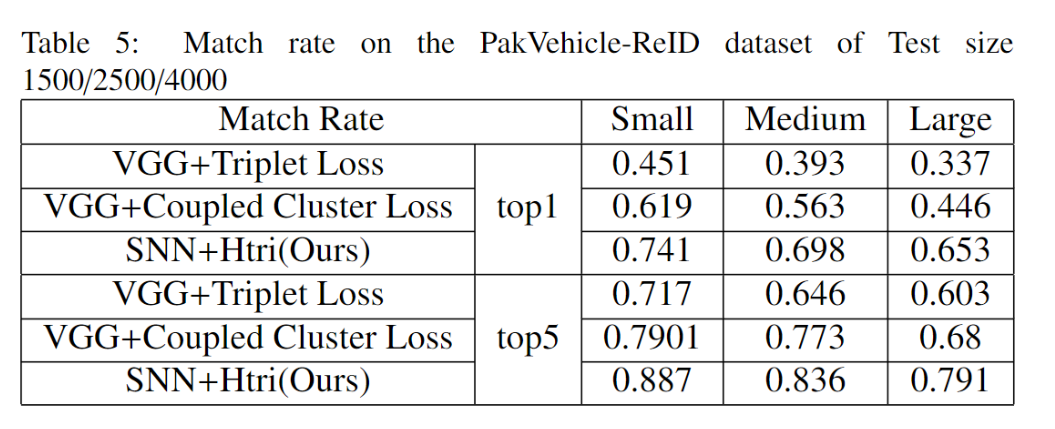 Table 5: Match rate on the PakVehicle-ReID dataset of Test size
1500/2500/4000
Match Rate Small Medium Large
VGG+Triplet Loss top1 0.451 0.393 0.337
VGG+Coupled Cluster Loss 0.619 0.563 0.446
SNN+Htri(Ours) 0.741 0.698 0.653
VGG+Triplet Loss top5 0.717 0.646 0.603
VGG+Coupled Cluster Loss 0.7901 0.773 0.68
SNN+Htri(Ours) 0.887 0.836 0.791